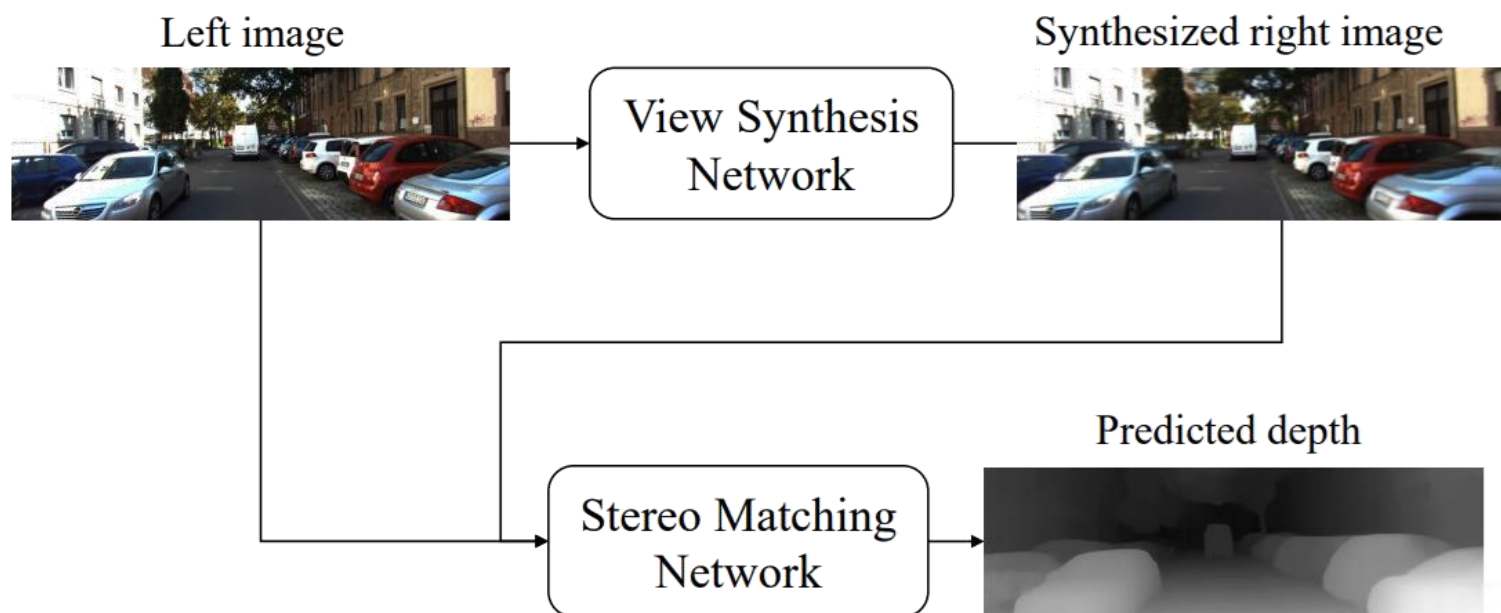 Left image
Synthesized right image
View Synthesis
Network
Predicted depth
Stereo Matching
Network